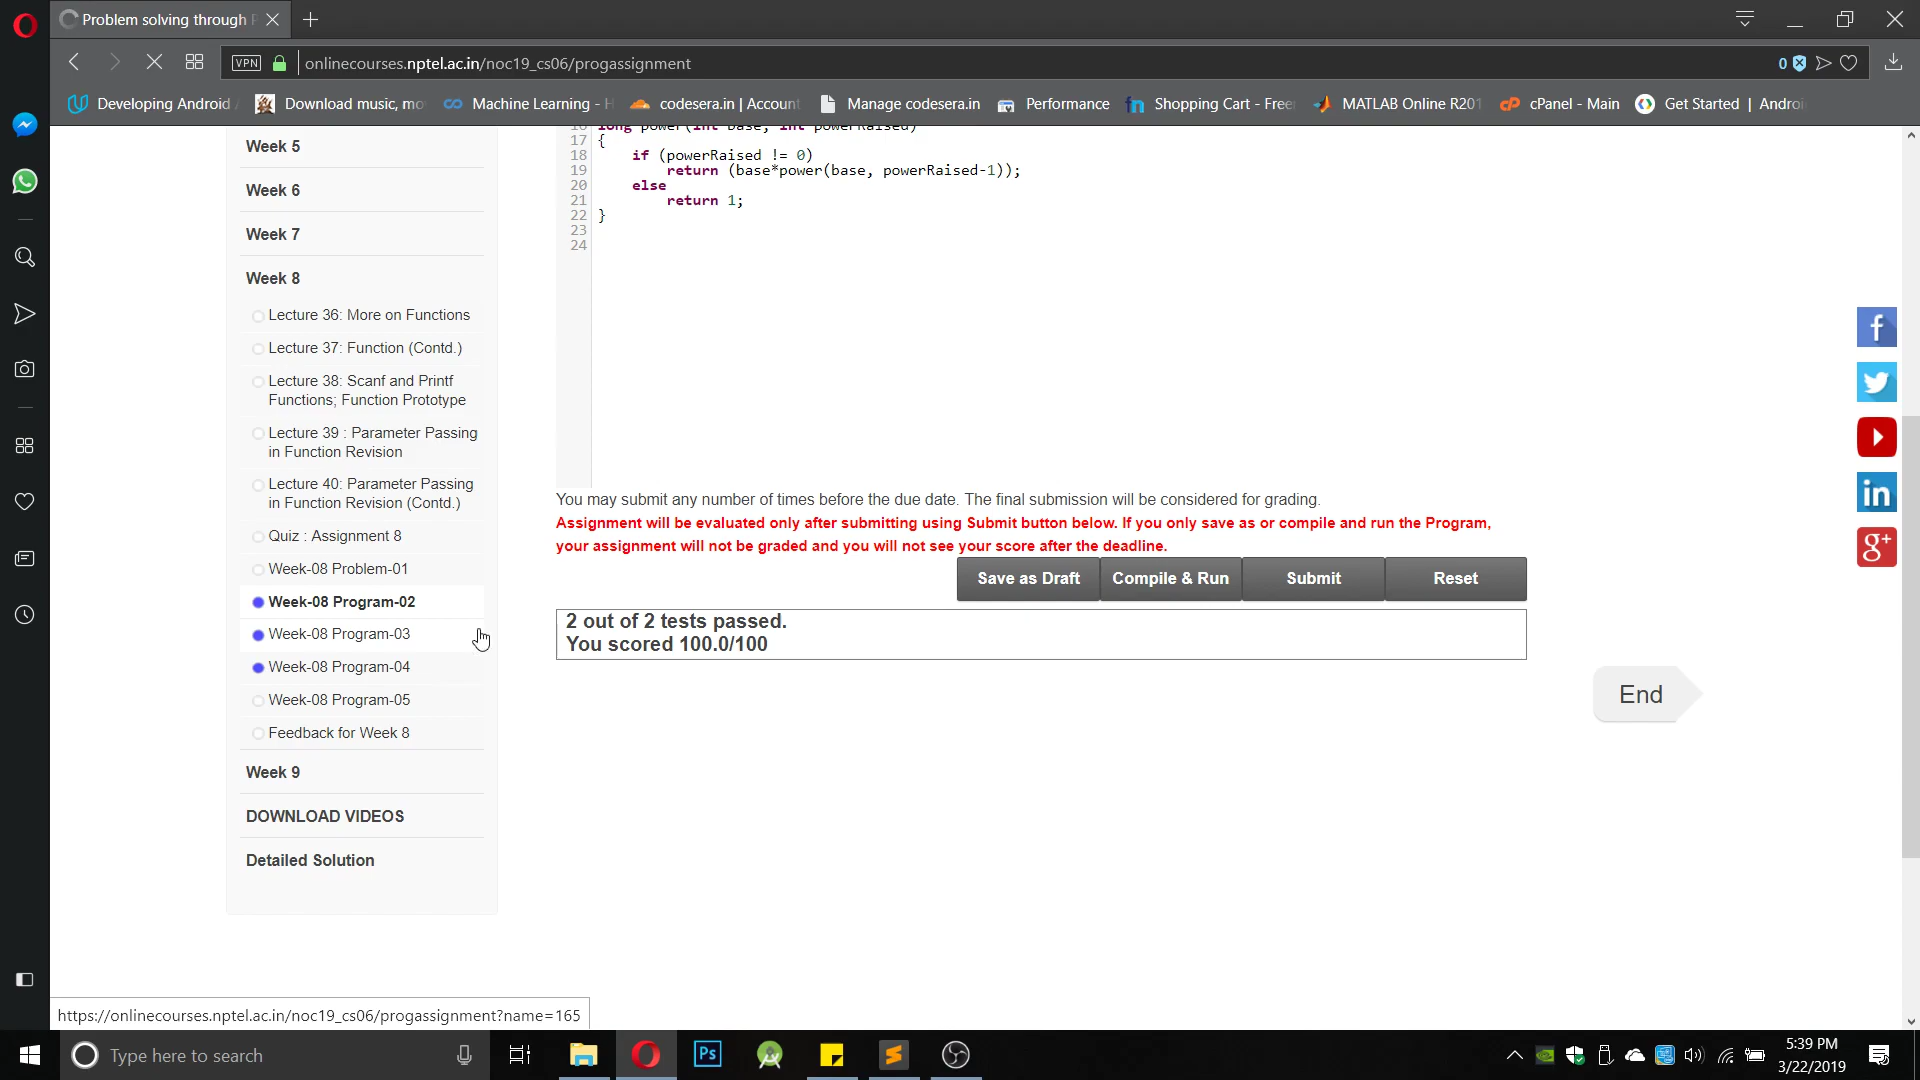 Problem solving through P
VPN
onlinecourses.nptel.ac.in/noc19_cs06/progassignment
0
Developing Android
Download music, mo
Machine Learning - H
codesera.in | Account
Manage codesera.in
Performance
Shopping Cart - Free
MATLAB Online R201
cPanel - Main
Get Started | Androi
Week 5
Week 6
Week 7
Week 8
Lecture 36: More on Functions
Lecture 37: Function (Contd.)
Lecture 38: Scanf and Printf
Functions; Function Prototype
Lecture 39 : Parameter Passing
in Function Revision
Lecture 40: Parameter Passing
in Function Revision (Contd.)
Quiz : Assignment 8
Week-08 Problem-01
Week-08 Program-02
Week-08 Program-03
Week-08 Program-04
Week-08 Program-05
Feedback for Week 8
Week 9
DOWNLOAD VIDEOS
Detailed Solution
16 long power(int base, int powerRaised)
17 {
18     if (powerRaised != 0)
19         return (base*power(base, powerRaised-1));
20     else
21         return 1;
22 }
23
24
You may submit any number of times before the due date. The final submission will be considered for grading.
Assignment will be evaluated only after submitting using Submit button below. If you only save as or compile and run the Program,
your assignment will not be graded and you will not see your score after the deadline.
Save as Draft
Compile & Run
Submit
Reset
2 out of 2 tests passed.
You scored 100.0/100
End
f
in
g+
https://onlinecourses.nptel.ac.in/noc19_cs06/progassignment?name=165
Type here to search
Ps
5:39 PM
3/22/2019